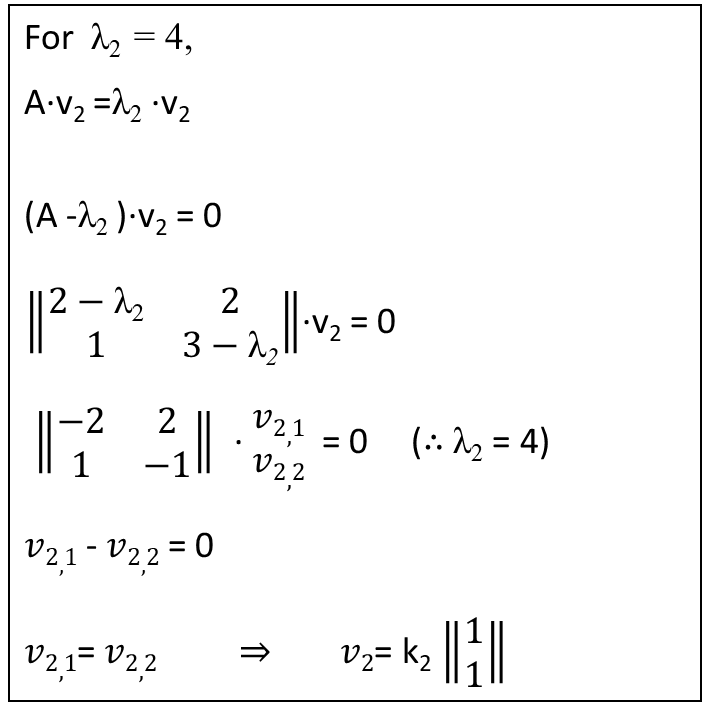 For λ₂ = 4,
A·v₂ =λ₂ ·v₂
(A -λ₂ )·v₂ = 0
‖2 − λ₂ 2‖
‖1 3 − λ₂‖·v₂ = 0
‖−2 2‖ · v₂,₁
‖1 −1‖ v₂,₂ = 0 (∴ λ₂ = 4)
v₂,₁ - v₂,₂ = 0
v₂,₁= v₂,₂ ⇒ v₂= k₂ ‖1‖
‖1‖